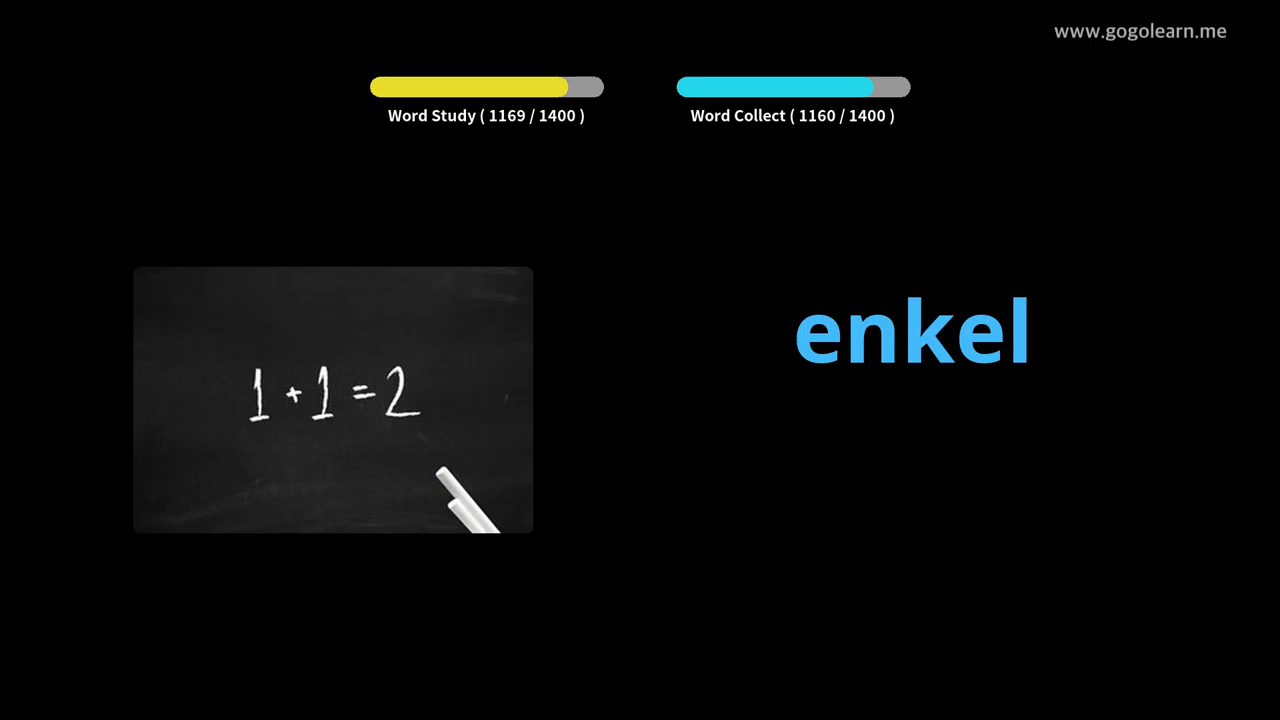 www.gogolearn.me
Word Study ( 1169 / 1400 )
Word Collect ( 1160 / 1400 )
1 + 1 = 2
enkel